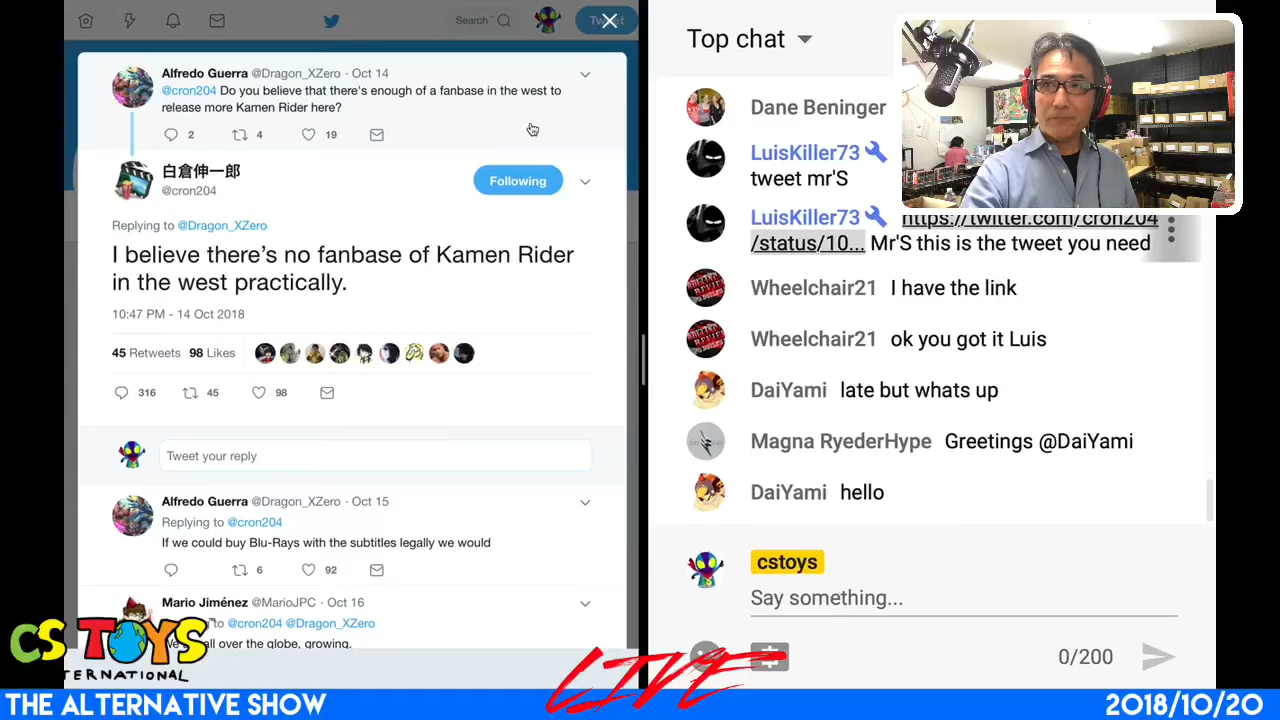 Search
Tweet
Alfredo Guerra @Dragon_XZero · Oct 14
@cron204 Do you believe that there's enough of a fanbase in the west to
release more Kamen Rider here?
2 4 19
白倉伸一郎
@cron204
Following
Replying to @Dragon_XZero
I believe there's no fanbase of Kamen Rider
in the west practically.
10:47 PM - 14 Oct 2018
45 Retweets 98 Likes
316 45 98
Tweet your reply
Alfredo Guerra @Dragon_XZero · Oct 15
Replying to @cron204
If we could buy Blu-Rays with the subtitles legally we would
6 92
Mario Jiménez @MarioJPC · Oct 16
to @cron204 @Dragon_XZero
all over the globe, growing.
Top chat
Dane Beninger
LuisKiller73
tweet mr'S
LuisKiller73 https://twitter.com/cron204
/status/10... Mr'S this is the tweet you need
Wheelchair21 I have the link
Wheelchair21 ok you got it Luis
DaiYami late but whats up
Magna RyederHype Greetings @DaiYami
DaiYami hello
cstoys
Say something...
0/200
CS TOYS
TERNATIONAL
LIVE
THE ALTERNATIVE SHOW
2018/10/20